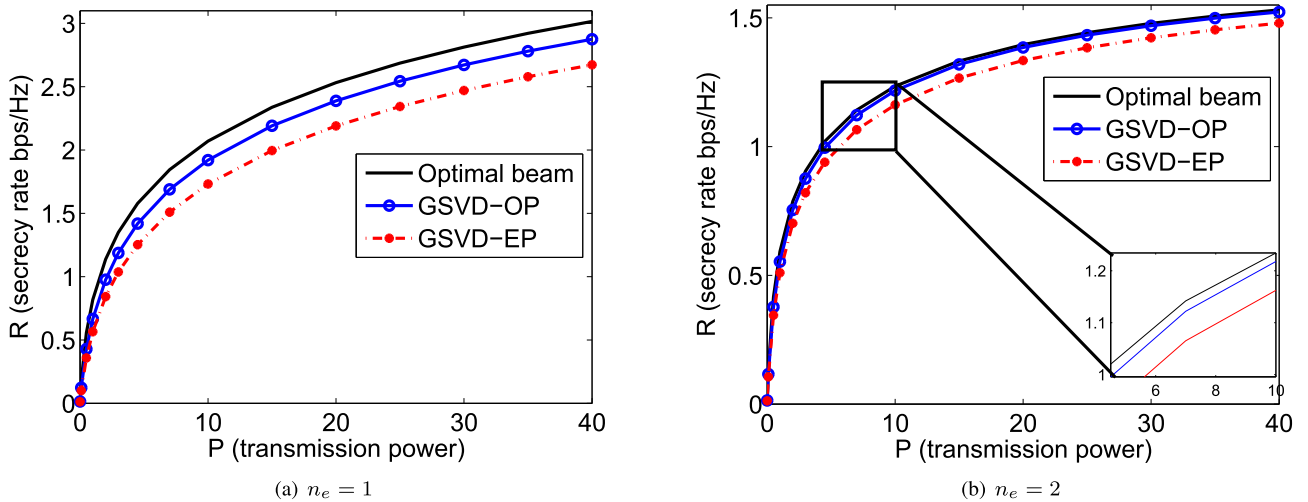 R (secrecy rate bps/Hz)
3
2.5
2
1.5
1
0.5
0
0 10 20 30 40
P (transmission power)
Optimal beam
GSVD−OP
GSVD−EP
(a) nₑ = 1
R (secrecy rate bps/Hz)
1.5
1
0.5
0
0 10 20 30 40
P (transmission power)
Optimal beam
GSVD−OP
GSVD−EP
1.2
1.1
1
6 8 10
(b) nₑ = 2